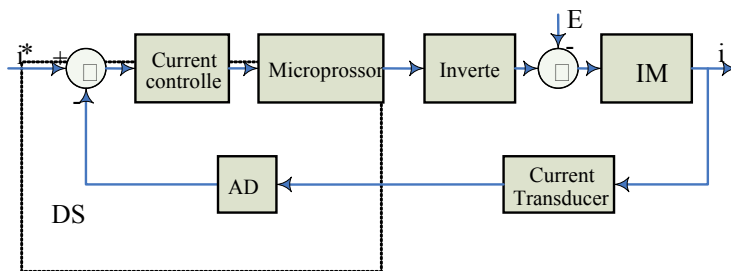 i*
+
-
Current
controlle
Microprossor
Inverte
E
-
IM
i
AD
Current
Transducer
DS